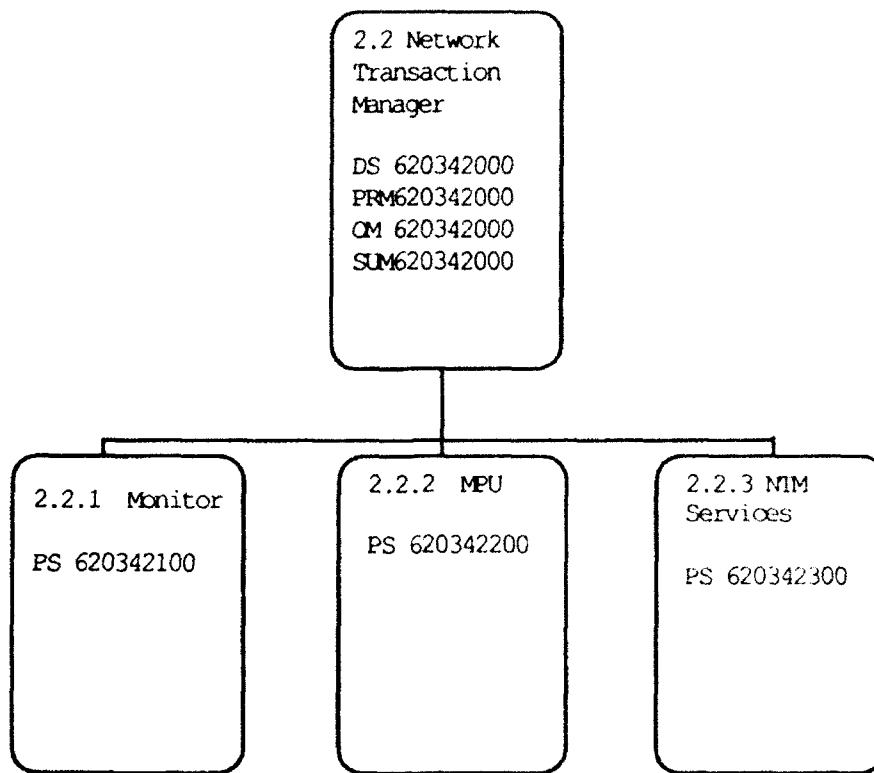 2.2 Network
Transaction
Manager
DS 620342000
PRM620342000
OM 620342000
SUM620342000
2.2.1 Monitor
PS 620342100
2.2.2 MPU
PS 620342200
2.2.3 NTM
Services
PS 620342300